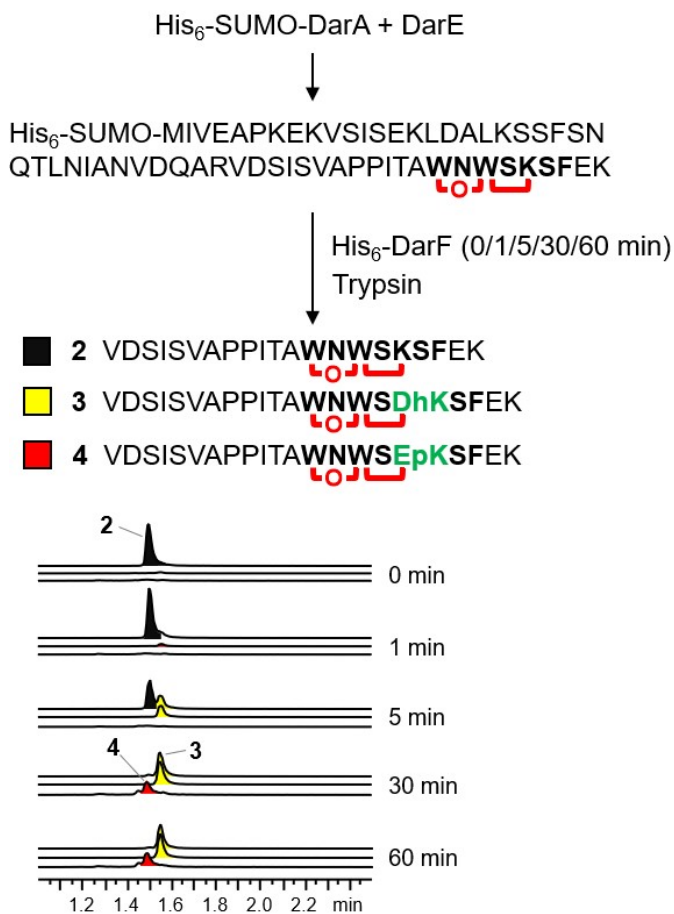 His6-SUMO-DarA + DarE
His6-SUMO-MIVEAPKEKVSISEKLDALKSSFSN
QTLNIANVDQARVDSISVAPPITAWNWSKSFEK
O
His6-DarF (0/1/5/30/60 min)
Trypsin
2 VDSISVAPPITAWNWSKSFEK
O
3 VDSISVAPPITAWNWSDhKSFEK
O
4 VDSISVAPPITAWNWSEpKSFEK
O
2
0 min
1 min
5 min
4 3
30 min
60 min
1.2 1.4 1.6 1.8 2.0 2.2 min